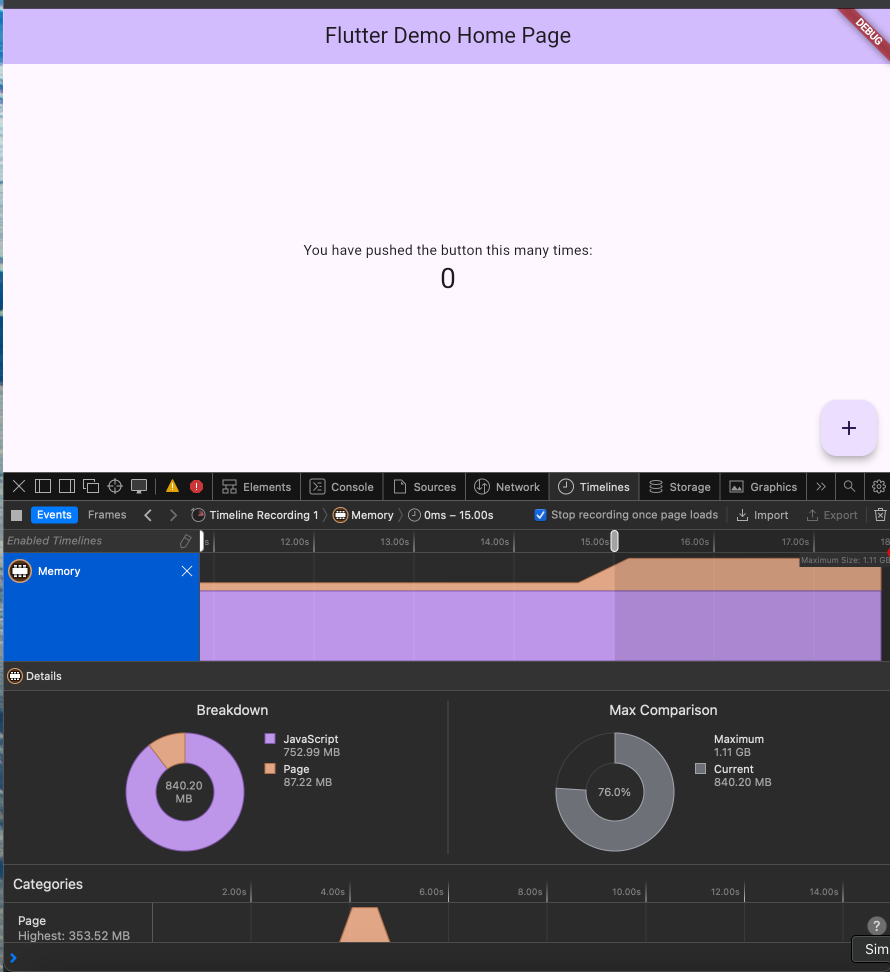 Flutter Demo Home Page
DEBUG
You have pushed the button this many times:
0
+
Elements
Console
Sources
Network
Timelines
Storage
Graphics
Events
Frames
Timeline Recording 1
Memory
0ms – 15.00s
Stop recording once page loads
Import
Export
Enabled Timelines
s
12.00s
13.00s
14.00s
15.00s
16.00s
17.00s
18
Memory
Maximum Size: 1.11 GB
Details
Breakdown
840.20
MB
JavaScript
752.99 MB
Page
87.22 MB
Max Comparison
76.0%
Maximum
1.11 GB
Current
840.20 MB
Categories
2.00s
4.00s
6.00s
8.00s
10.00s
12.00s
14.00s
Page
Highest: 353.52 MB
?
Sim